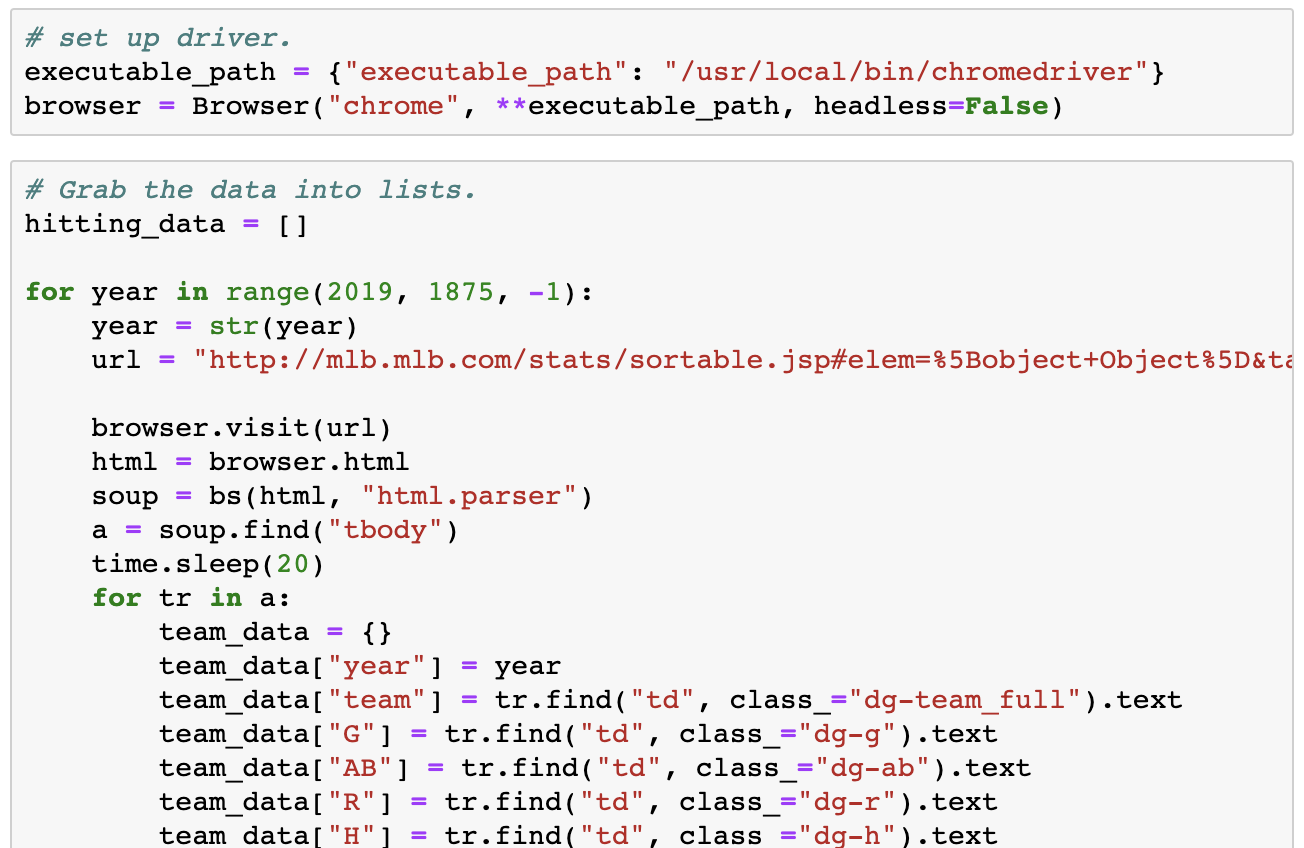 # set up driver.
executable_path = {"executable_path": "/usr/local/bin/chromedriver"}
browser = Browser("chrome", **executable_path, headless=False)
# Grab the data into lists.
hitting_data = []
for year in range(2019, 1875, -1):
    year = str(year)
    url = "http://mlb.mlb.com/stats/sortable.jsp#elem=%5Bobject+Object%5D&ta
    browser.visit(url)
    html = browser.html
    soup = bs(html, "html.parser")
    a = soup.find("tbody")
    time.sleep(20)
    for tr in a:
        team_data = {}
        team_data["year"] = year
        team_data["team"] = tr.find("td", class_="dg-team_full").text
        team_data["G"] = tr.find("td", class_="dg-g").text
        team_data["AB"] = tr.find("td", class_="dg-ab").text
        team_data["R"] = tr.find("td", class_="dg-r").text
        team_data["H"] = tr.find("td", class_="dg-h").text